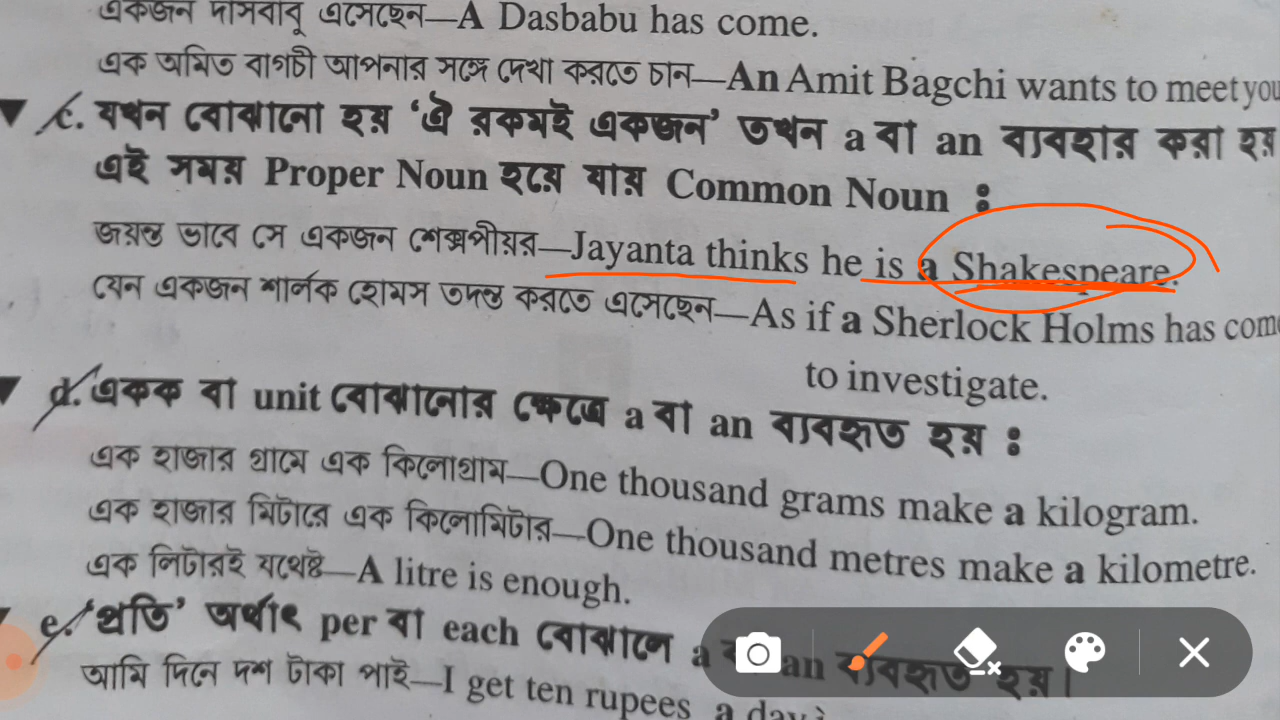 একজন দাসবাবু এসেছেন—A Dasbabu has come.
এক অমিত বাগচী আপনার সঙ্গে দেখা করতে চান—An Amit Bagchi wants to meet you
c. যখন বোঝানো হয় ‘ঐ রকমই একজন’ তখন a বা an ব্যবহার করা হয়
এই সময় Proper Noun হয়ে যায় Common Noun :
জয়ন্ত ভাবে সে একজন শেক্সপীয়র—Jayanta thinks he is a Shakespeare.
যেন একজন শার্লক হোমস তদন্ত করতে এসেছেন—As if a Sherlock Holms has come
to investigate.
d. একক বা unit বোঝানোর ক্ষেত্রে a বা an ব্যবহৃত হয় :
এক হাজার গ্রামে এক কিলোগ্রাম—One thousand grams make a kilogram.
এক হাজার মিটারে এক কিলোমিটার—One thousand metres make a kilometre.
এক লিটারই যথেষ্ট—A litre is enough.
e. ‘প্রতি’ অর্থাৎ per বা each বোঝালে a an ব্যবহৃত হয়।
আমি দিনে দশ টাকা পাই—I get ten rupees a day